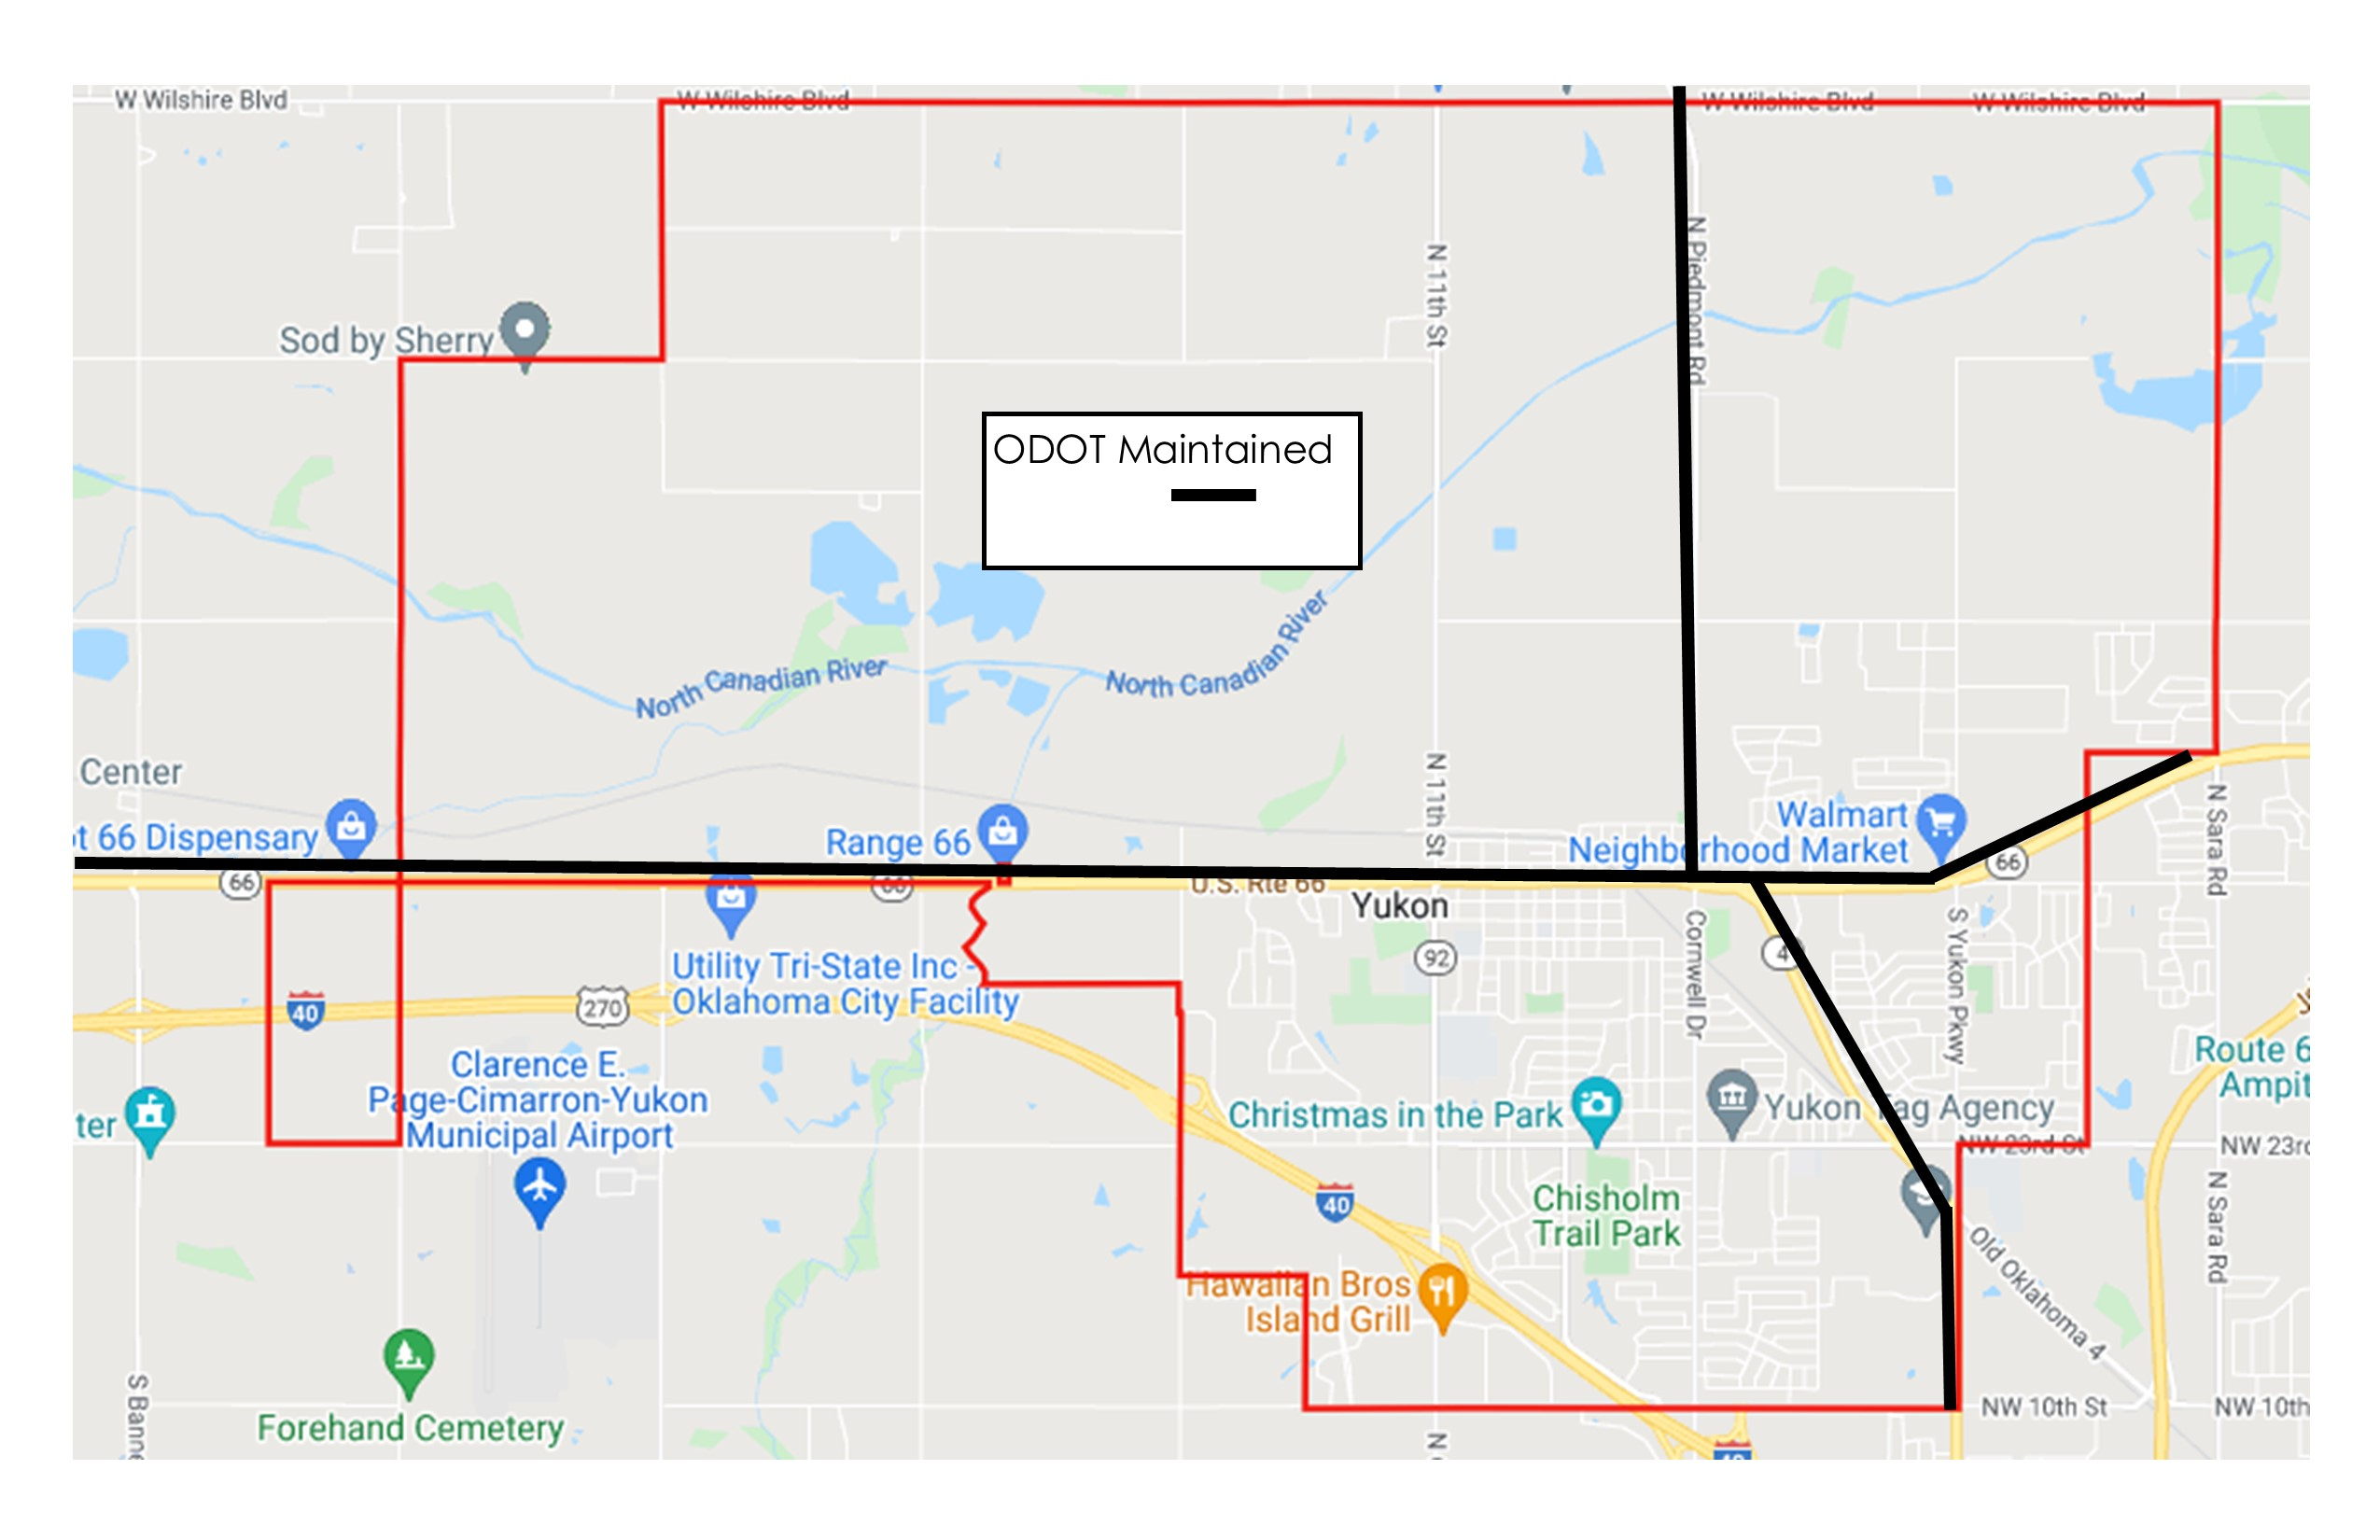 W Wilshire Blvd
W Wilshire Blvd
W Wilshire Blvd
W Wilshire Blvd
N Piedmont Rd
N 11th St
Sod by Sherry
ODOT Maintained
North Canadian River
North Canadian River
Center
N 11th St
t 66 Dispensary
Range 66
Walmart
Neighborhood Market
N Sara Rd
66
66
66
U.S. Rte 66
Yukon
Cornwell Dr
S Yukon Pkwy
92
4
Utility Tri-State Inc -
Oklahoma City Facility
40
270
Clarence E.
Page-Cimarron-Yukon
Municipal Airport
Route 6
Ampit
ter
Christmas in the Park
Yukon Tag Agency
NW 23rd St
NW 23rd
N Sara Rd
40
Chisholm
Trail Park
Old Oklahoma 4
Hawaiian Bros
Island Grill
S Banne
Forehand Cemetery
NW 10th St
NW 10th
N
40